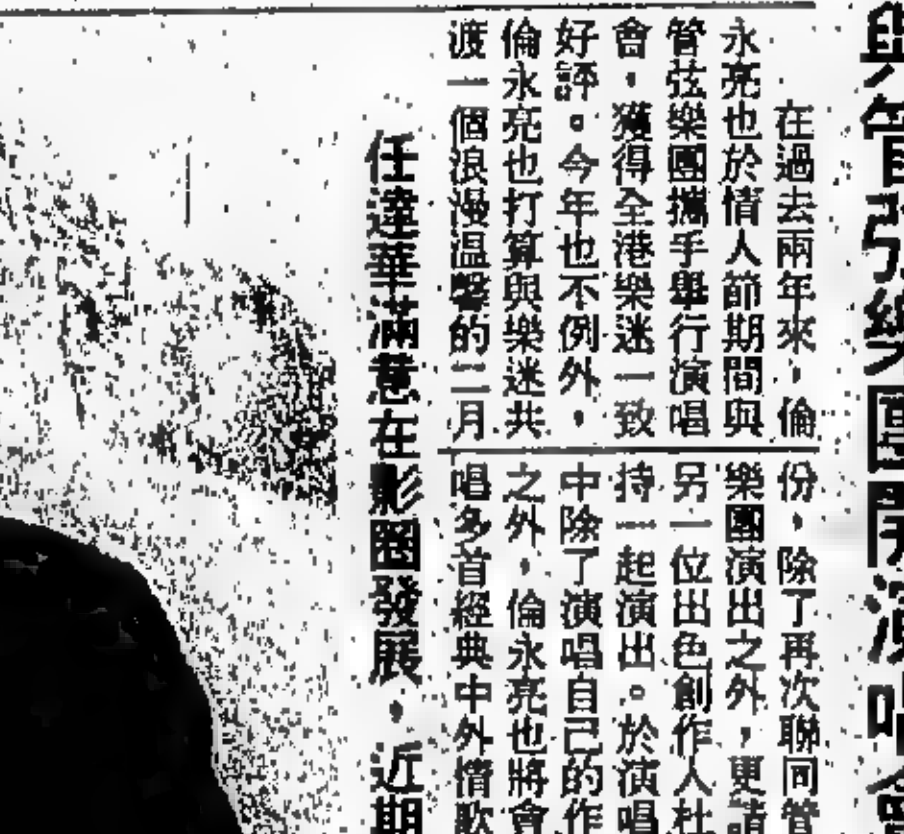 與管弦樂團開演唱會
在過去兩年來，倫
永亮也於情人節期間與
管弦樂團攜手舉行演唱
會，獲得全港樂迷一致
好評。今年也不例外，
倫永亮也打算與樂迷共
渡一個浪漫溫馨的二月
份，除了再次聯同管
樂團演出之外，更請
另一位出色創作人杜
持一起演出。於演唱
中除了演唱自己的作
之外，倫永亮也將會
唱多首經典中外情歌
任達華滿意在影圈發展，近期